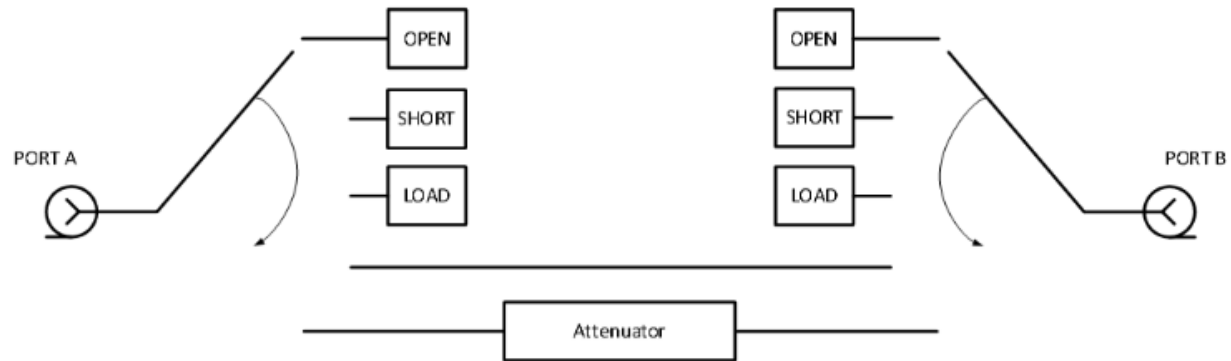 OPEN
OPEN
SHORT
SHORT
PORT A
PORT B
LOAD
LOAD
Attenuator